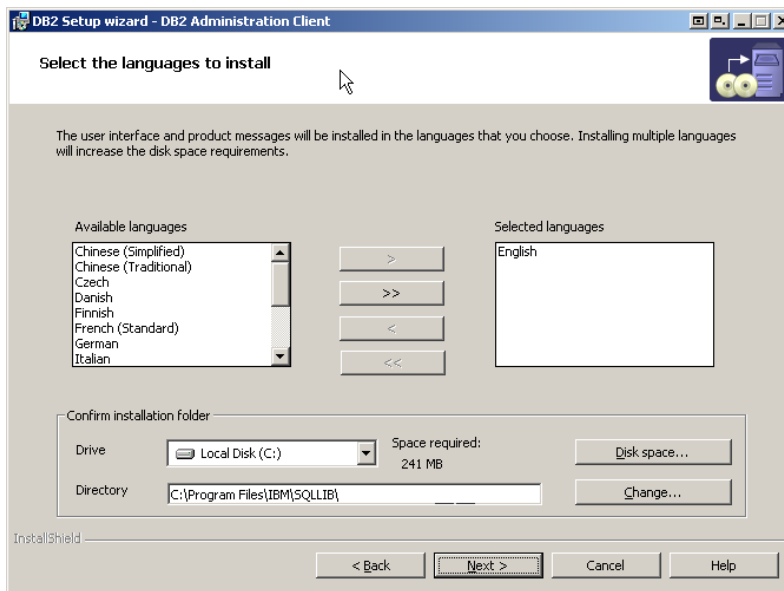 DB2 Setup wizard - DB2 Administration Client
Select the languages to install
The user interface and product messages will be installed in the languages that you choose. Installing multiple languages
will increase the disk space requirements.
Available languages
Chinese (Simplified)
Chinese (Traditional)
Czech
Danish
Finnish
French (Standard)
German
Italian
>
>>
<
<<
Selected languages
English
Confirm installation folder
Drive
Local Disk (C:)
Space required:
241 MB
Disk space...
Directory
C:\Program Files\IBM\SQLLIB\
Change...
InstallShield
< Back
Next >
Cancel
Help